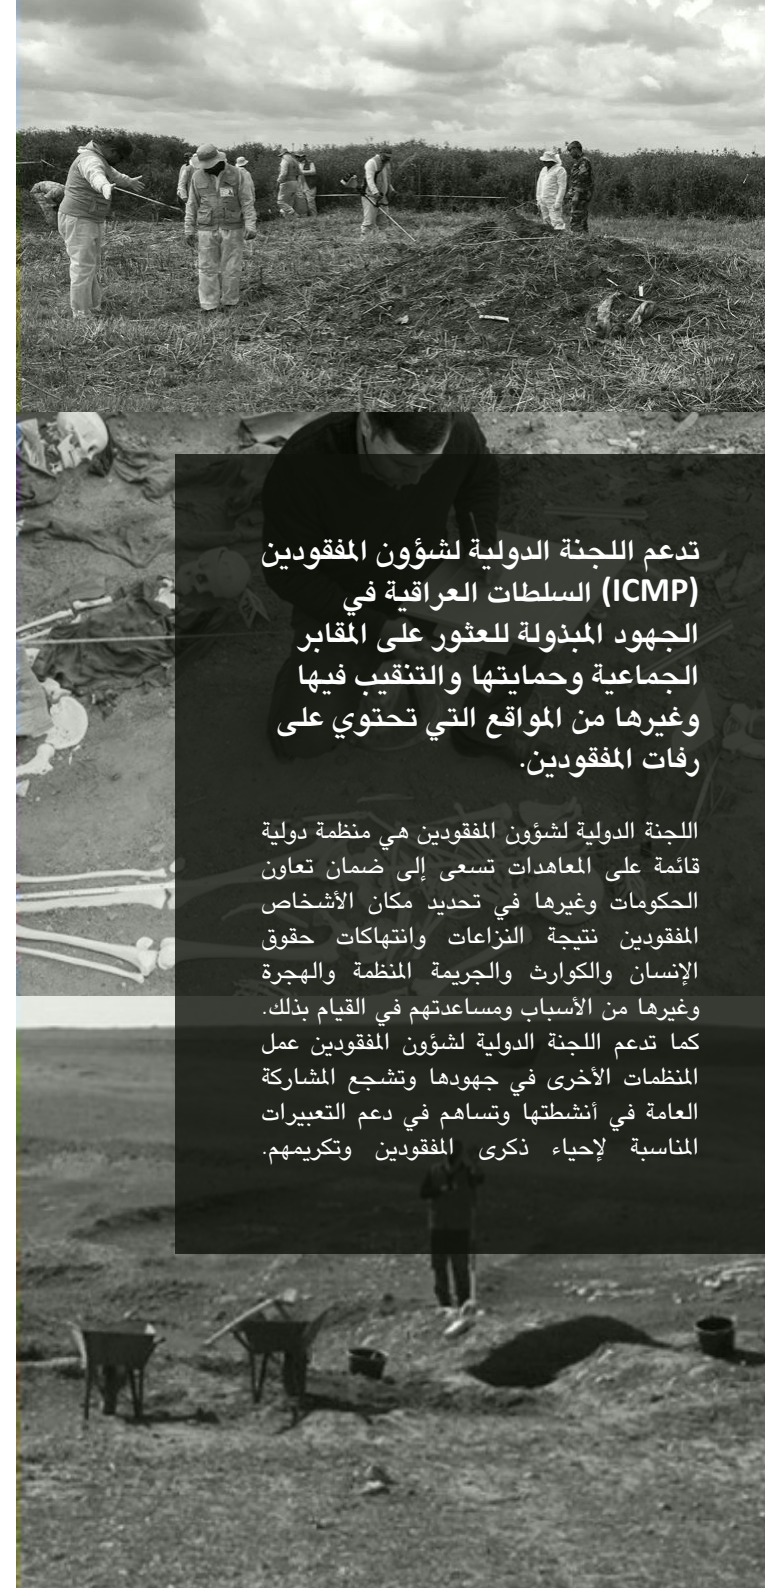 تدعم اللجنة الدولية لشؤون المفقودين
(ICMP) السلطات العراقية في
الجهود المبذولة للعثور على المقابر
الجماعية وحمايتها والتنقيب فيها
وغيرها من المواقع التي تحتوي على
رفات المفقودين.
اللجنة الدولية لشؤون المفقودين هي منظمة دولية
قائمة على المعاهدات تسعى إلى ضمان تعاون
الحكومات وغيرها في تحديد مكان الأشخاص
المفقودين نتيجة النزاعات وانتهاكات حقوق
الإنسان والكوارث والجريمة المنظمة والهجرة
وغيرها من الأسباب ومساعدتهم في القيام بذلك.
كما تدعم اللجنة الدولية لشؤون المفقودين عمل
المنظمات الأخرى في جهودها وتشجع المشاركة
العامة في أنشطتها وتساهم في دعم التعبيرات
المناسبة لإحياء ذكرى المفقودين وتكريمهم.